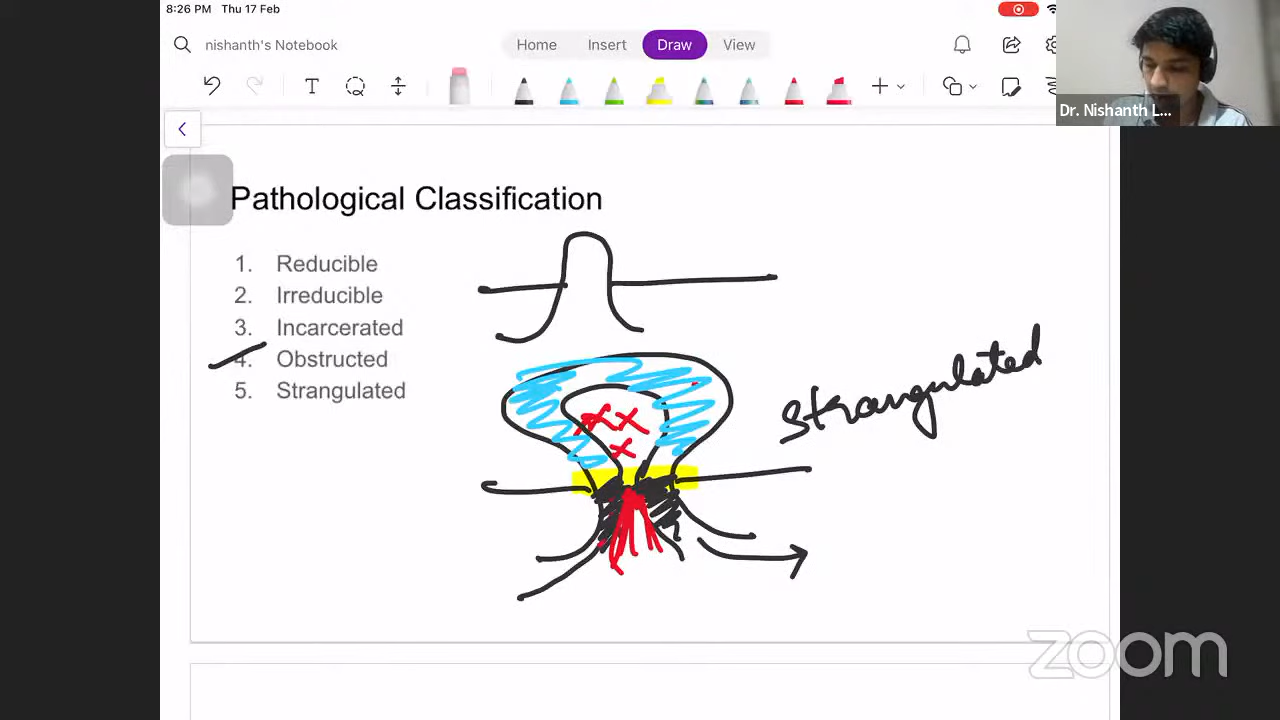 8:26 PM Thu 17 Feb
nishanth's Notebook
Home Insert Draw View
T
Dr. Nishanth L...
Pathological Classification
1. Reducible
2. Irreducible
3. Incarcerated
4. Obstructed
5. Strangulated
Strangulated
zoom